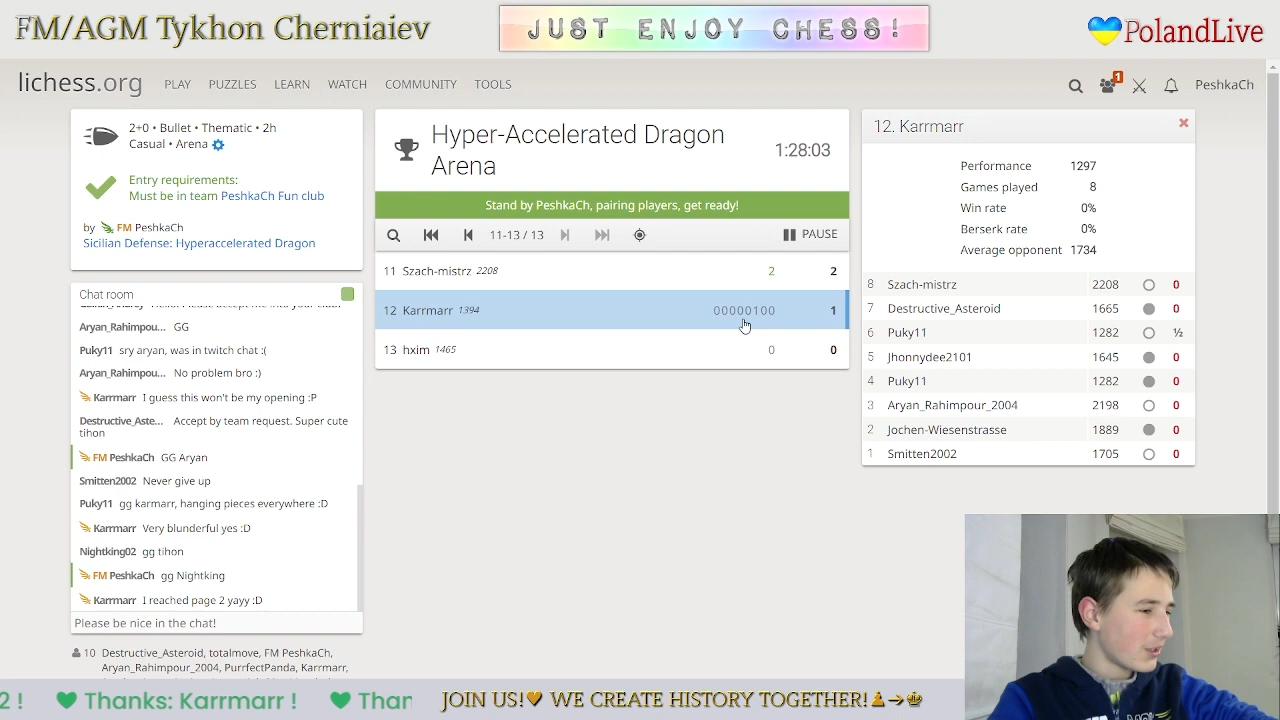 FM/AGM Tykhon Cherniaiev
JUST ENJOY CHESS!
PolandLive
lichess.org
PLAY PUZZLES LEARN WATCH COMMUNITY TOOLS
1
PeshkaCh
2+0 • Bullet • Thematic • 2h
Casual • Arena
Entry requirements:
Must be in team PeshkaCh Fun club
by FM PeshkaCh
Sicilian Defense: Hyperaccelerated Dragon
Chat room
Aryan_Rahimpou... GG
Puky11 sry aryan, was in twitch chat :(
Aryan_Rahimpou... No problem bro :)
Karrmarr I guess this won't be my opening :P
Destructive_Aste... Accept by team request. Super cute
tihon
FM PeshkaCh GG Aryan
Smitten2002 Never give up
Puky11 gg karmarr, hanging pieces everywhere :D
Karrmarr Very blunderful yes :D
Nightking02 gg tihon
FM PeshkaCh gg Nightking
Karrmarr I reached page 2 yayy :D
Please be nice in the chat!
10 Destructive_Asteroid, totalmove, FM PeshkaCh,
Aryan_Rahimpour_2004, PurrfectPanda, Karrmarr,
Hyper-Accelerated Dragon
Arena
1:28:03
Stand by PeshkaCh, pairing players, get ready!
11-13 / 13
PAUSE
11 Szach-mistrz 2208 2 2
12 Karrmarr 1394 00000100 1
13 hxim 1465 0 0
12. Karrmarr
Performance 1297
Games played 8
Win rate 0%
Berserk rate 0%
Average opponent 1734
8 Szach-mistrz 2208 0
7 Destructive_Asteroid 1665 0
6 Puky11 1282 ½
5 Jhonnydee2101 1645 0
4 Puky11 1282 0
3 Aryan_Rahimpour_2004 2198 0
2 Jochen-Wiesenstrasse 1889 0
1 Smitten2002 1705 0
2 ! Thanks: Karrmarr ! Than
JOIN US! WE CREATE HISTORY TOGETHER!